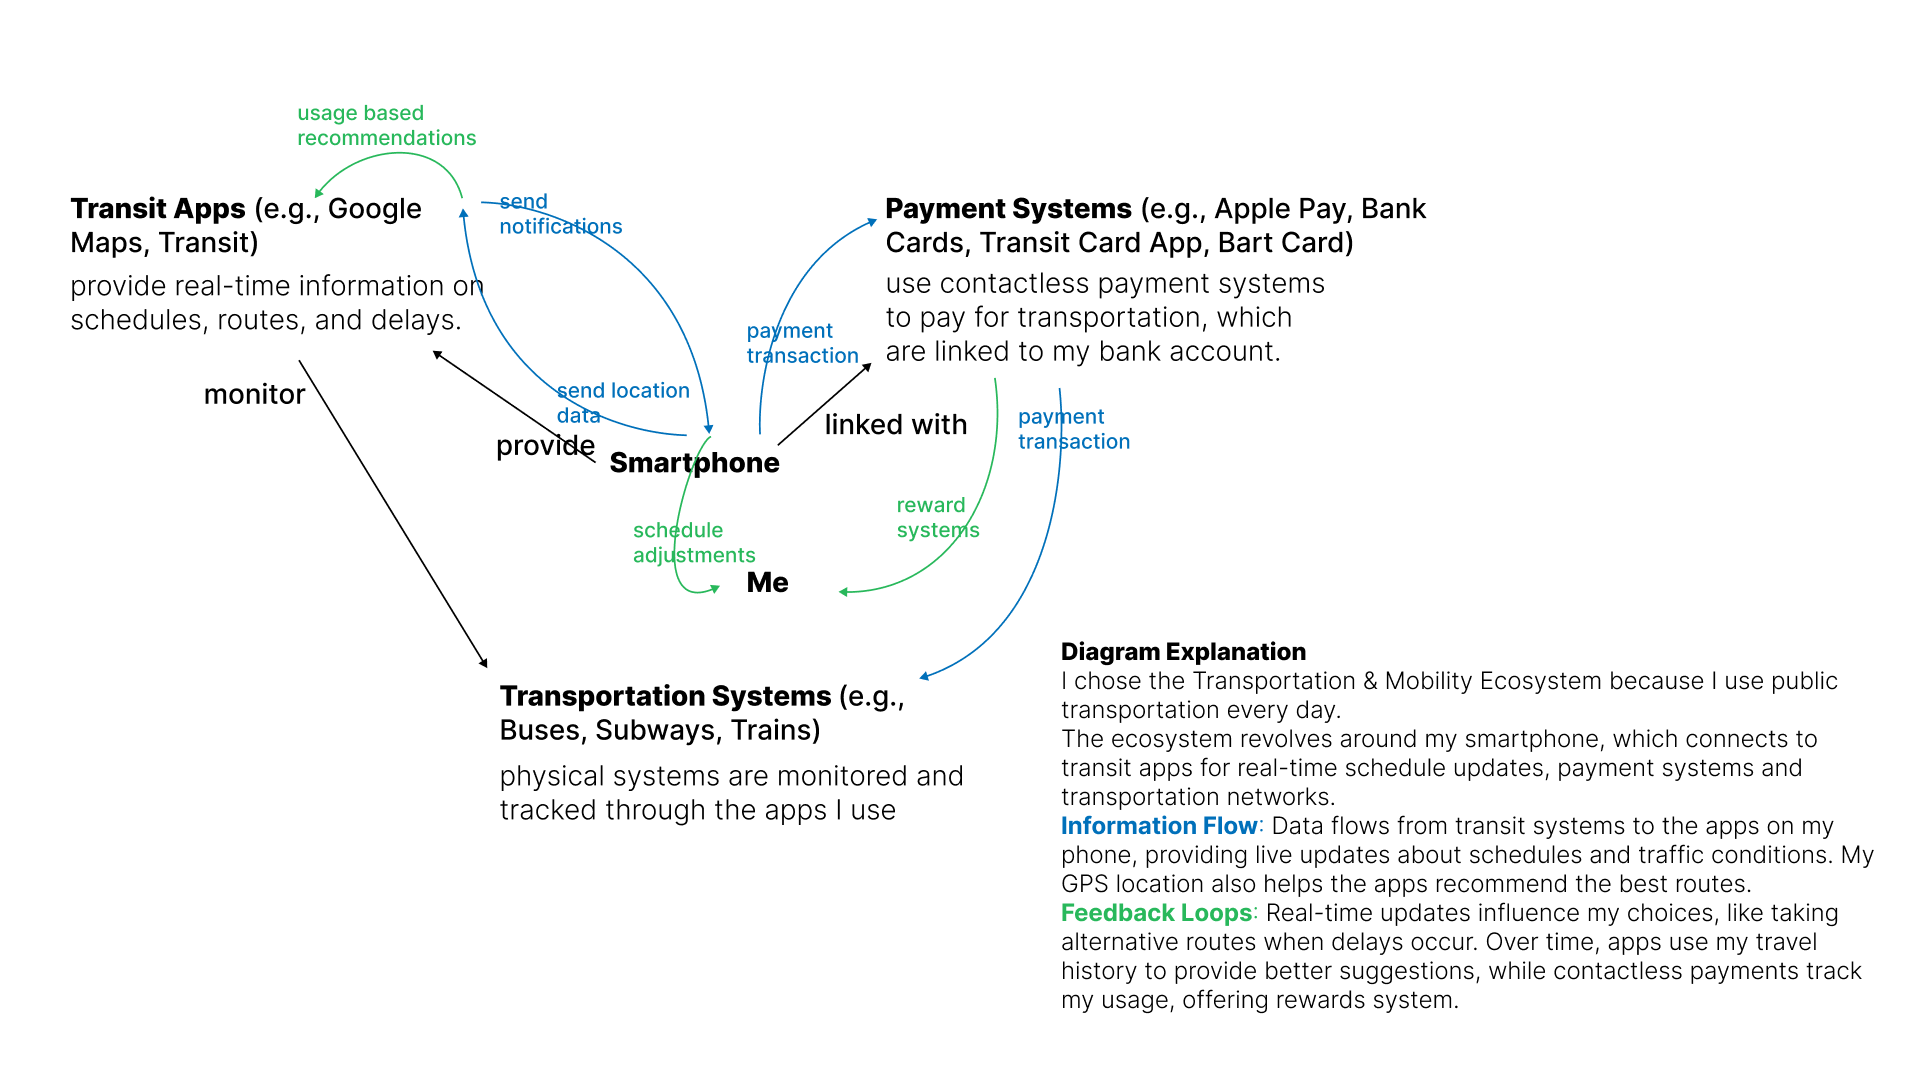 usage based
recommendations
Transit Apps (e.g., Google
Maps, Transit)
provide real-time information on
schedules, routes, and delays.
send
notifications
Payment Systems (e.g., Apple Pay, Bank
Cards, Transit Card App, Bart Card)
use contactless payment systems
to pay for transportation, which
are linked to my bank account.
payment
transaction
monitor
send location
data
provide
linked with
payment
transaction
Smartphone
schedule
adjustments
reward
systems
Me
Transportation Systems (e.g.,
Buses, Subways, Trains)
physical systems are monitored and
tracked through the apps I use
Diagram Explanation
I chose the Transportation & Mobility Ecosystem because I use public
transportation every day.
The ecosystem revolves around my smartphone, which connects to
transit apps for real-time schedule updates, payment systems and
transportation networks.
Information Flow: Data flows from transit systems to the apps on my
phone, providing live updates about schedules and traffic conditions. My
GPS location also helps the apps recommend the best routes.
Feedback Loops: Real-time updates influence my choices, like taking
alternative routes when delays occur. Over time, apps use my travel
history to provide better suggestions, while contactless payments track
my usage, offering rewards system.